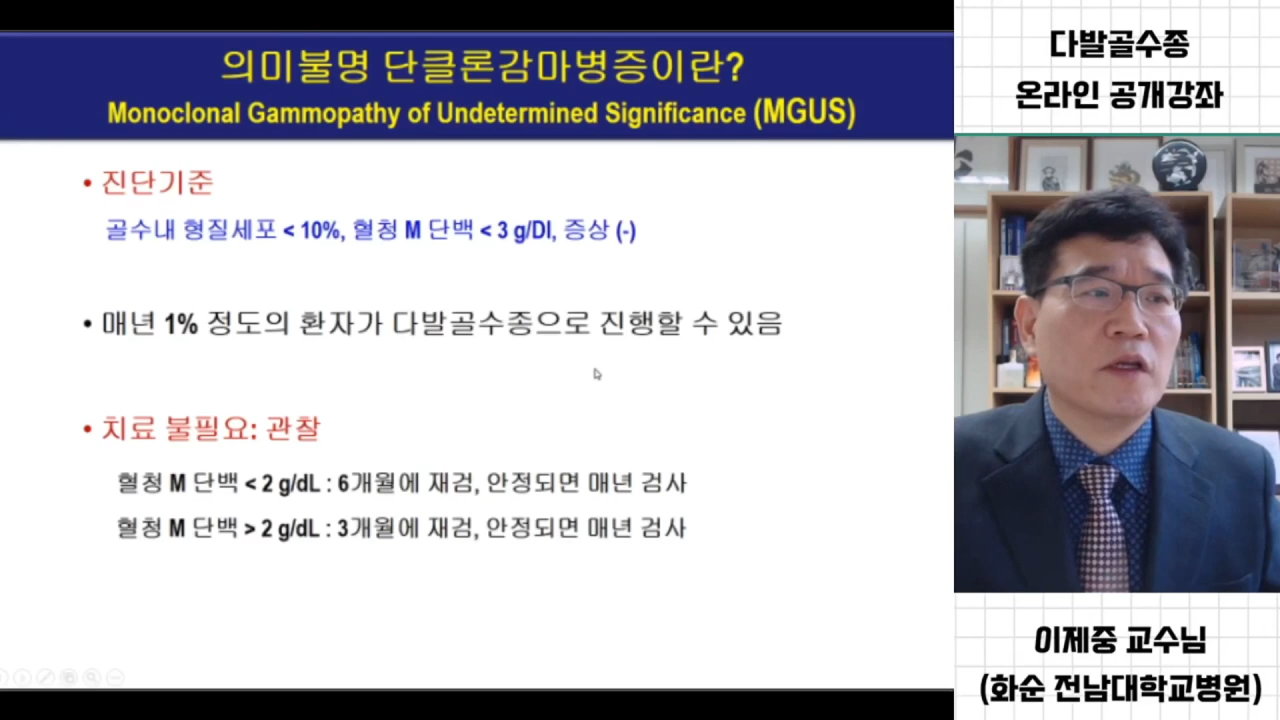 의미불명 단클론감마병증이란?
Monoclonal Gammopathy of Undetermined Significance (MGUS)
• 진단기준
골수내 형질세포 < 10%, 혈청 M 단백 < 3 g/Dl, 증상 (-)
• 매년 1% 정도의 환자가 다발골수종으로 진행할 수 있음
• 치료 불필요: 관찰
혈청 M 단백 < 2 g/dL : 6개월에 재검, 안정되면 매년 검사
혈청 M 단백 > 2 g/dL : 3개월에 재검, 안정되면 매년 검사
다발골수종
온라인 공개강좌
이제중 교수님
(화순 전남대학교병원)